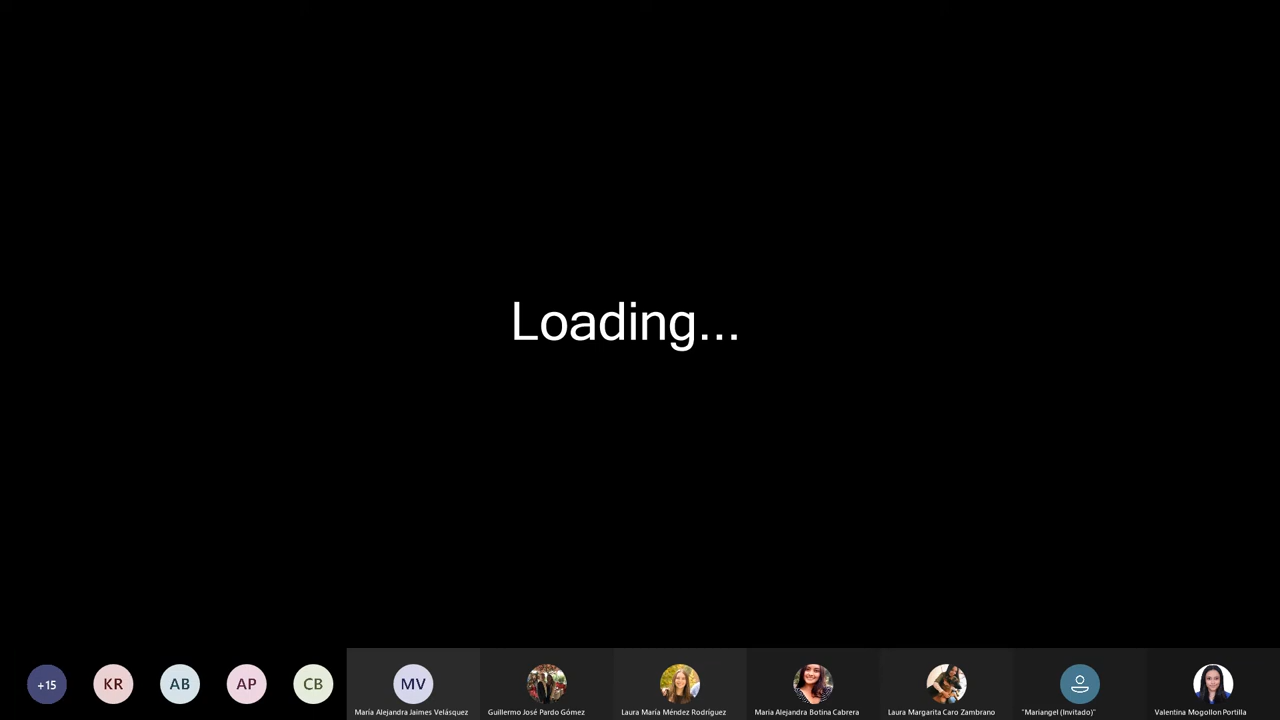 Loading...
+15
KR
AB
AP
CB
MV
María Alejandra Jaimes Velásquez
Guillermo José Pardo Gómez
Laura María Méndez Rodríguez
María Alejandra Botina Cabrera
Laura Margarita Caro Zambrano
"Mariangel (Invitado)"
Valentina Mogollon Portilla